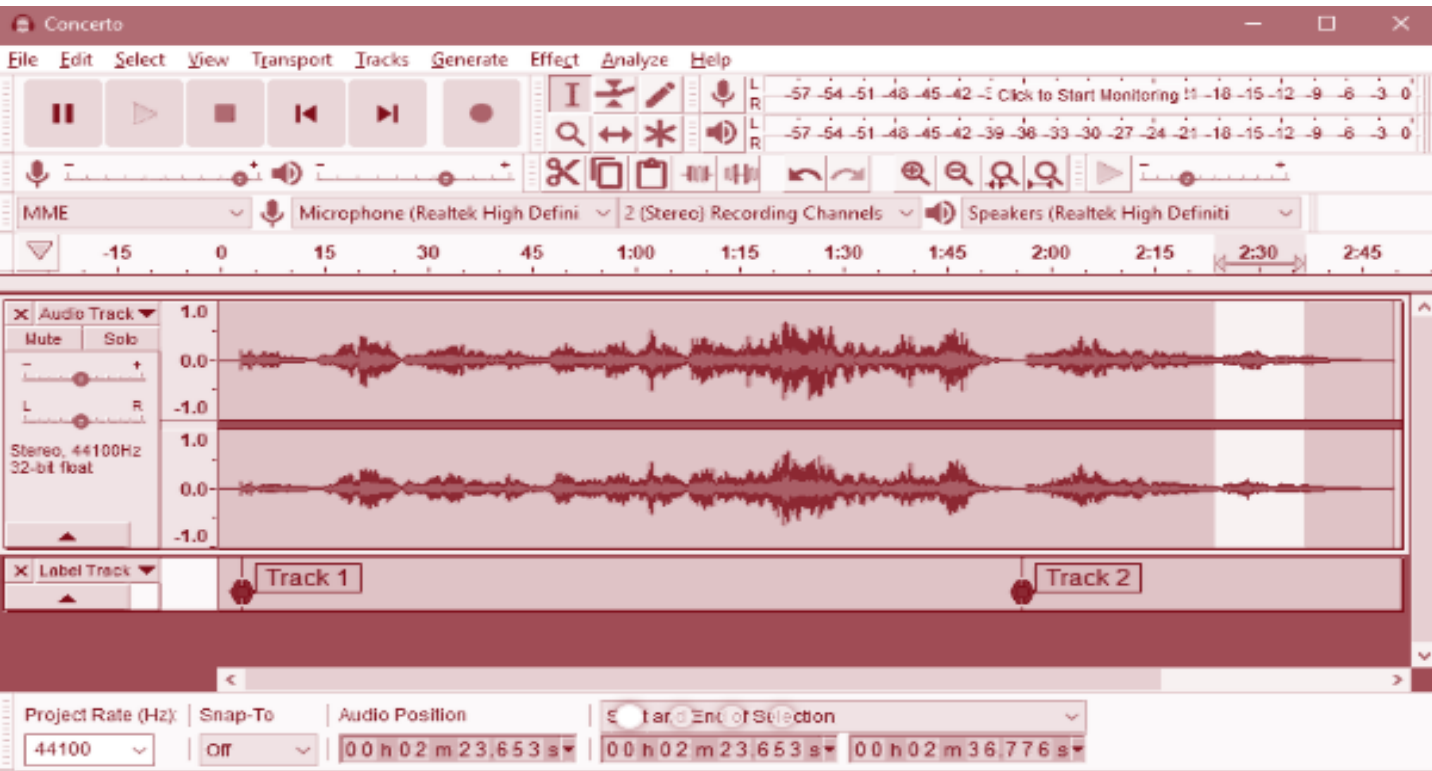 Concerto
File Edit Select View Transport Tracks Generate Effect Analyze Help
L R -57 -54 -51 -48 -45 -42 Click to Start Monitoring -18 -15 -12 -9 -6 -3 0
L R -57 -54 -51 -48 -45 -42 -39 -36 -33 -30 -27 -24 -21 -18 -15 -12 -9 -6 -3 0
- + - + - +
MME Microphone (Realtek High Defini 2 (Stereo) Recording Channels Speakers (Realtek High Definiti
-15 0 15 30 45 1:00 1:15 1:30 1:45 2:00 2:15 2:30 2:45
Audio Track 1.0
Mute Solo
- + 0.0
L R -1.0
Stereo, 44100Hz 1.0
32-bit float
0.0
-1.0
Label Track Track 1 Track 2
Project Rate (Hz): Snap-To Audio Position End of Selection
44100 Off 00 h 02 m 23.653 s 00 h 02 m 23.653 s 00 h 02 m 36.776 s